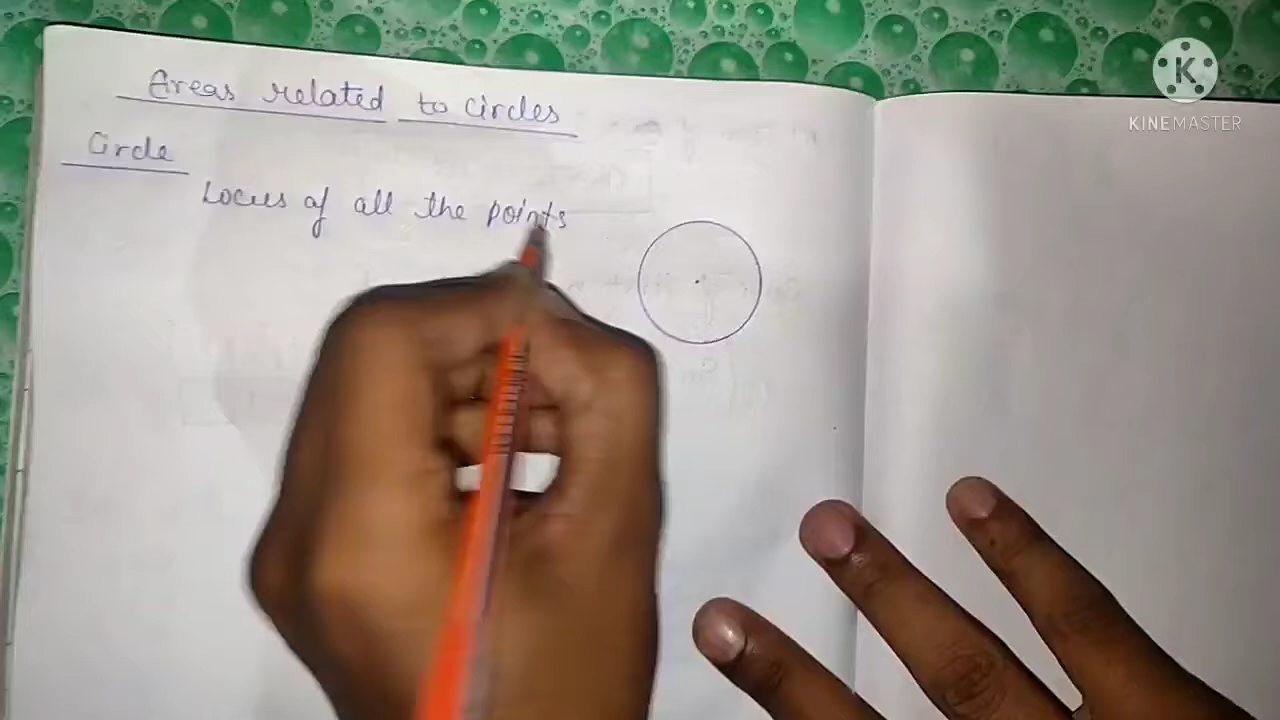 Areas related to Circles
Circle
Locus of all the points
K
KINEMASTER